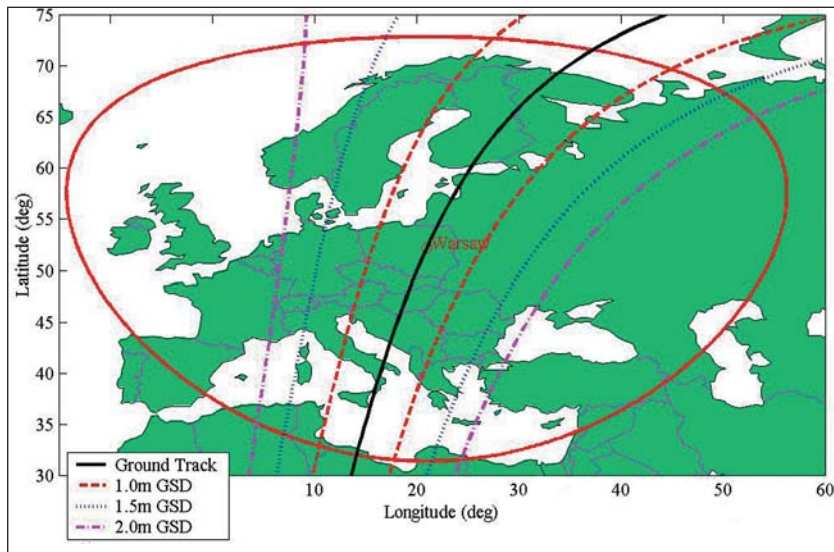 75
70
65
60
55
50
45
40
35
30
Latitude (deg)
Warsaw
10
20
30
40
50
60
Longitude (deg)
Ground Track
1.0m GSD
1.5m GSD
2.0m GSD